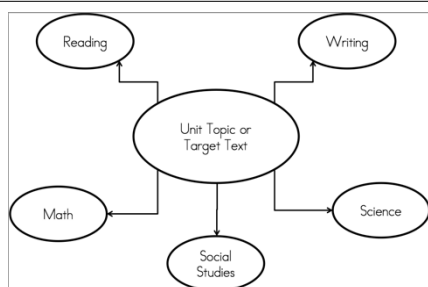 Reading
Writing
Unit Topic or
Target Text
Math
Science
Social
Studies